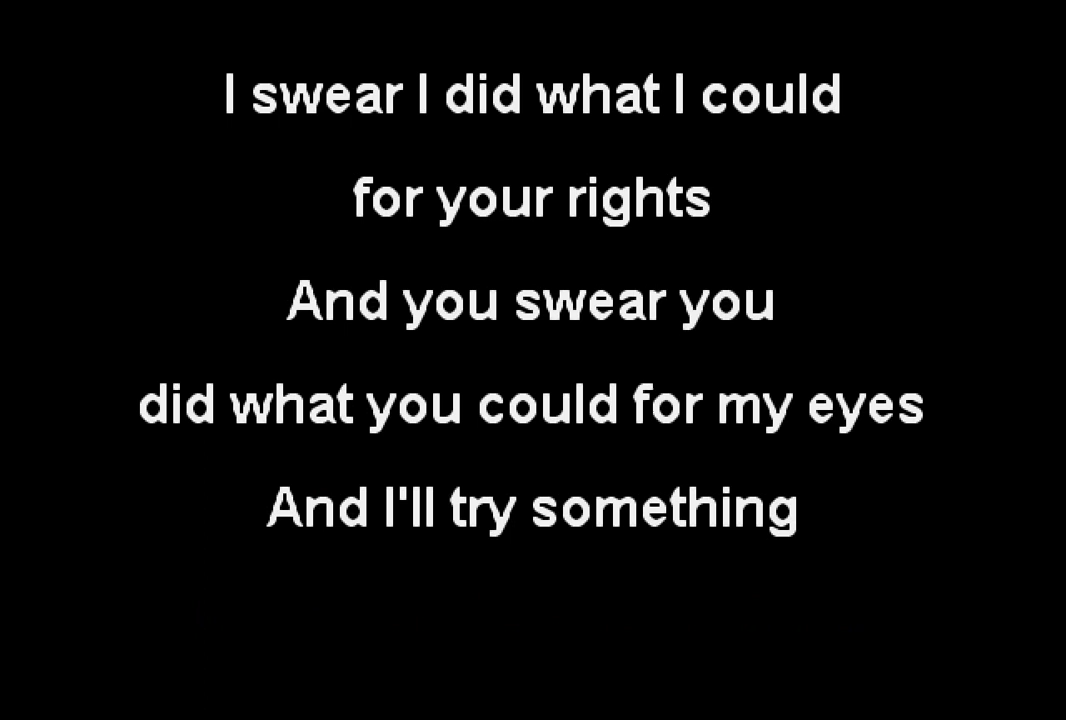 I swear I did what I could
for your rights
And you swear you
did what you could for my eyes
And I'll try something